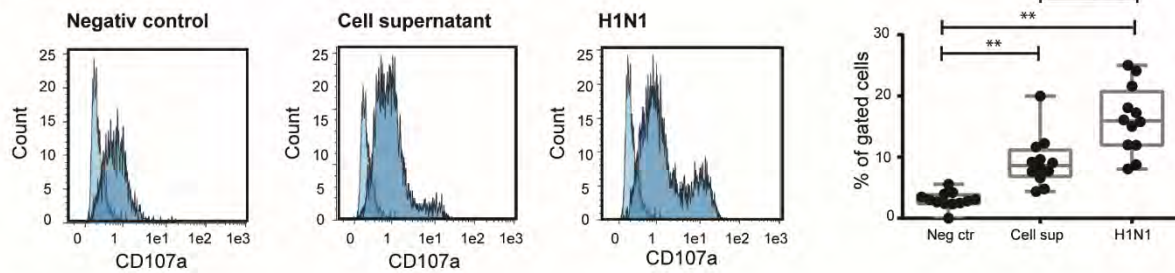 Negativ control
25
20
15
10
5
0
Count
0 1 1e2 1e3
CD107a
Cell supernatant
25
20
15
10
5
0
Count
0 1 1e1 1e2 1e3
CD107a
H1N1
25
20
15
10
5
0
Count
0 1 1e1 1e2 1e3
CD107a
**
**
30
20
10
0
% of gated cells
Neg ctr Cell sup H1N1